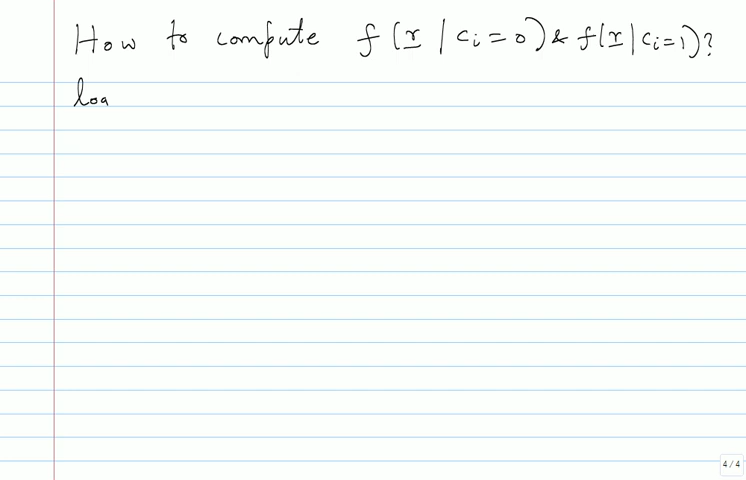 How to compute f(r | ci = 0) & f(r | ci = 1)?
loa
4 / 4